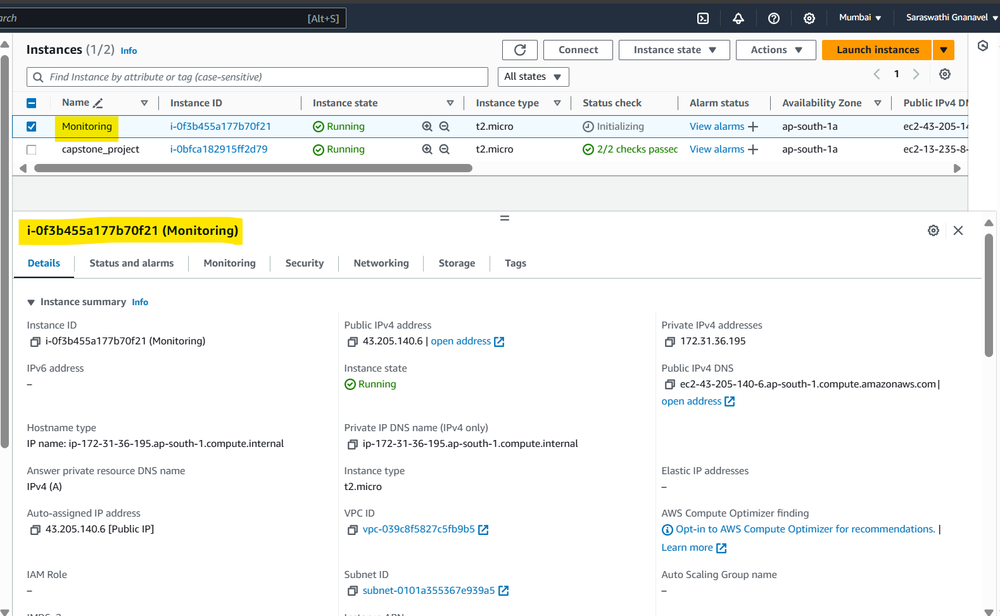 arch [Alt+S] Mumbai ▼ Saraswathi Gnanavel ▼
Instances (1/2) Info Connect Instance state ▼ Actions ▼ Launch instances ▼
Find Instance by attribute or tag (case-sensitive) All states ▼ 1
Name Instance ID Instance state Instance type Status check Alarm status Availability Zone Public IPv4 DN
Monitoring i-0f3b455a177b70f21 Running t2.micro Initializing View alarms + ap-south-1a ec2-43-205-14
capstone_project i-0bfca182915ff2d79 Running t2.micro 2/2 checks passed View alarms + ap-south-1a ec2-13-235-8-
i-0f3b455a177b70f21 (Monitoring)
Details Status and alarms Monitoring Security Networking Storage Tags
▼ Instance summary Info
Instance ID
i-0f3b455a177b70f21 (Monitoring)
Public IPv4 address
43.205.140.6 | open address
Private IPv4 addresses
172.31.36.195
IPv6 address
–
Instance state
Running
Public IPv4 DNS
ec2-43-205-140-6.ap-south-1.compute.amazonaws.com |
open address
Hostname type
IP name: ip-172-31-36-195.ap-south-1.compute.internal
Private IP DNS name (IPv4 only)
ip-172-31-36-195.ap-south-1.compute.internal
Answer private resource DNS name
IPv4 (A)
Instance type
t2.micro
Elastic IP addresses
–
Auto-assigned IP address
43.205.140.6 [Public IP]
VPC ID
vpc-039c8f5827c5fb9b5
AWS Compute Optimizer finding
Opt-in to AWS Compute Optimizer for recommendations. |
Learn more
IAM Role
–
Subnet ID
subnet-0101a355367e939a5
Auto Scaling Group name
–